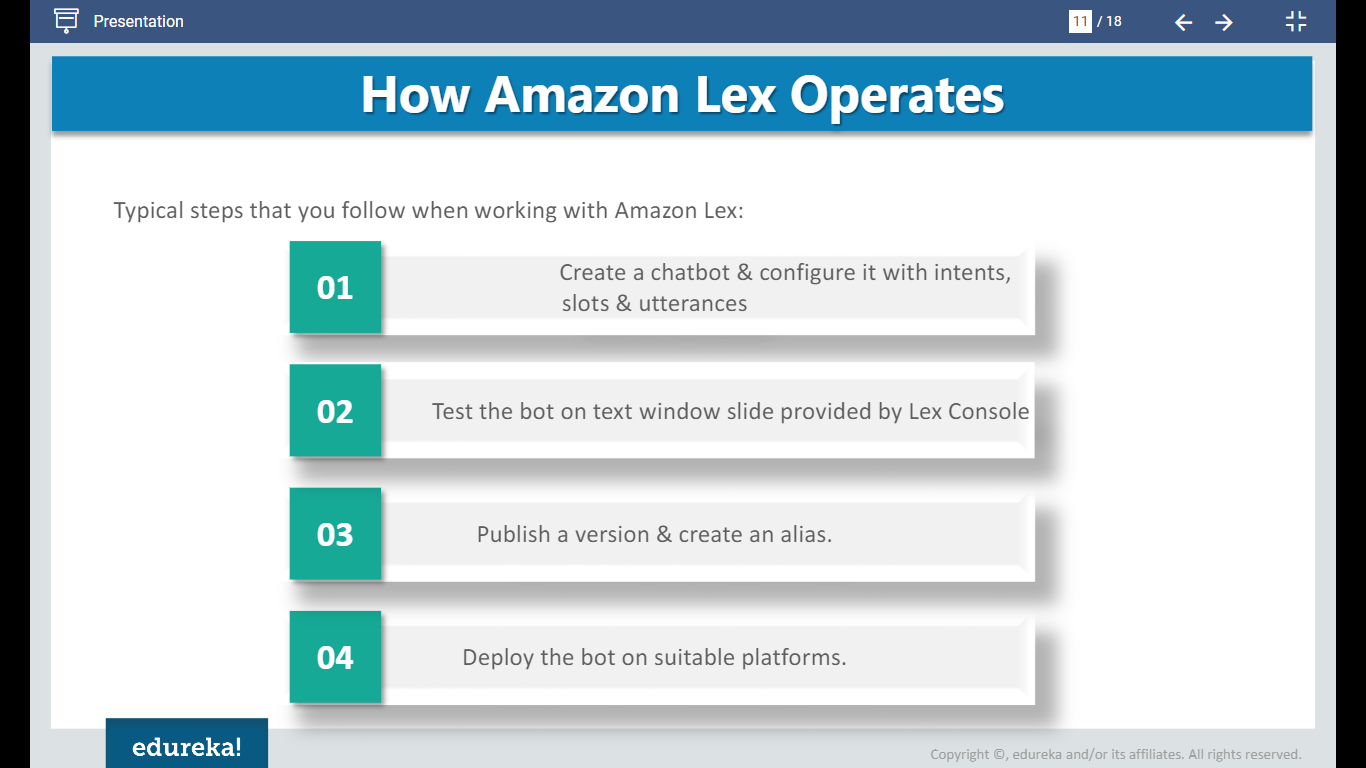 Presentation
11 / 18
How Amazon Lex Operates
Typical steps that you follow when working with Amazon Lex:
01
Create a chatbot & configure it with intents,
slots & utterances
02
Test the bot on text window slide provided by Lex Console
03
Publish a version & create an alias.
04
Deploy the bot on suitable platforms.
edureka!
Copyright ©, edureka and/or its affiliates. All rights reserved.